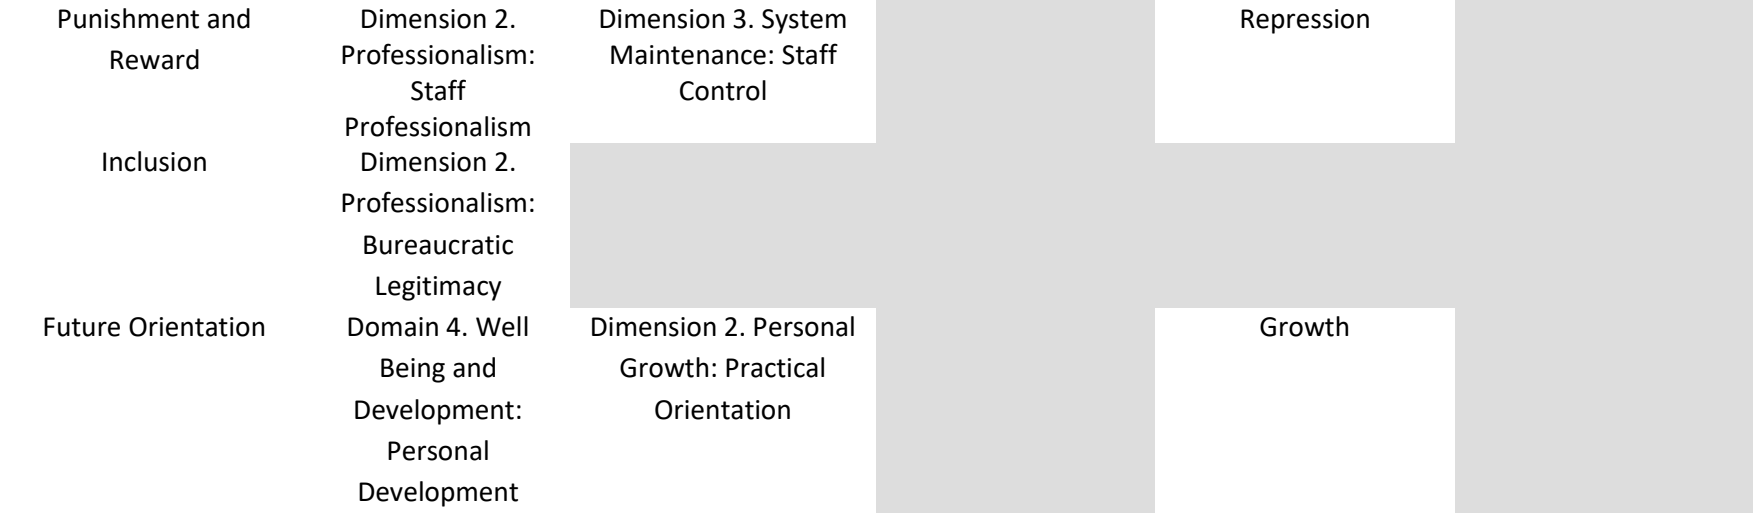 Punishment and
Reward
Dimension 2.
Professionalism:
Staff
Professionalism
Dimension 3. System
Maintenance: Staff
Control
Repression
Inclusion
Dimension 2.
Professionalism:
Bureaucratic
Legitimacy
Future Orientation
Domain 4. Well
Being and
Development:
Personal
Development
Dimension 2. Personal
Growth: Practical
Orientation
Growth